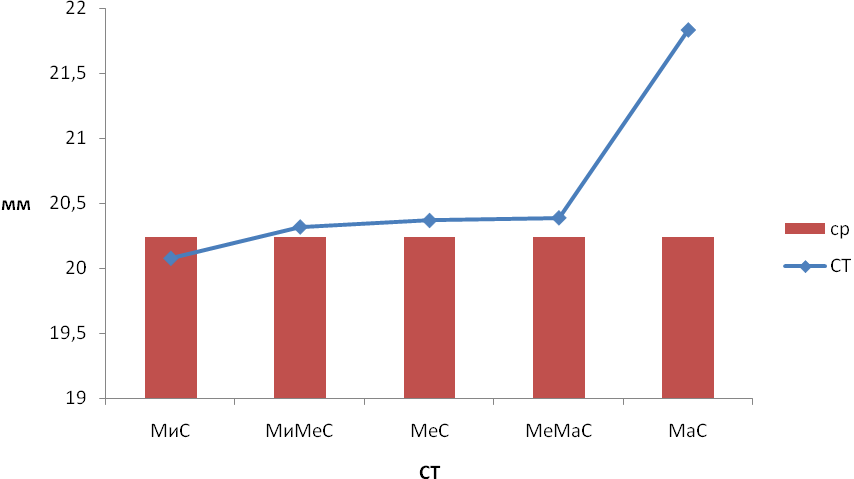 22
21,5
21
20,5
20
19,5
19
мм
МиС
МиМеС
МеС
МеМаС
МаС
СТ
ср
СТ